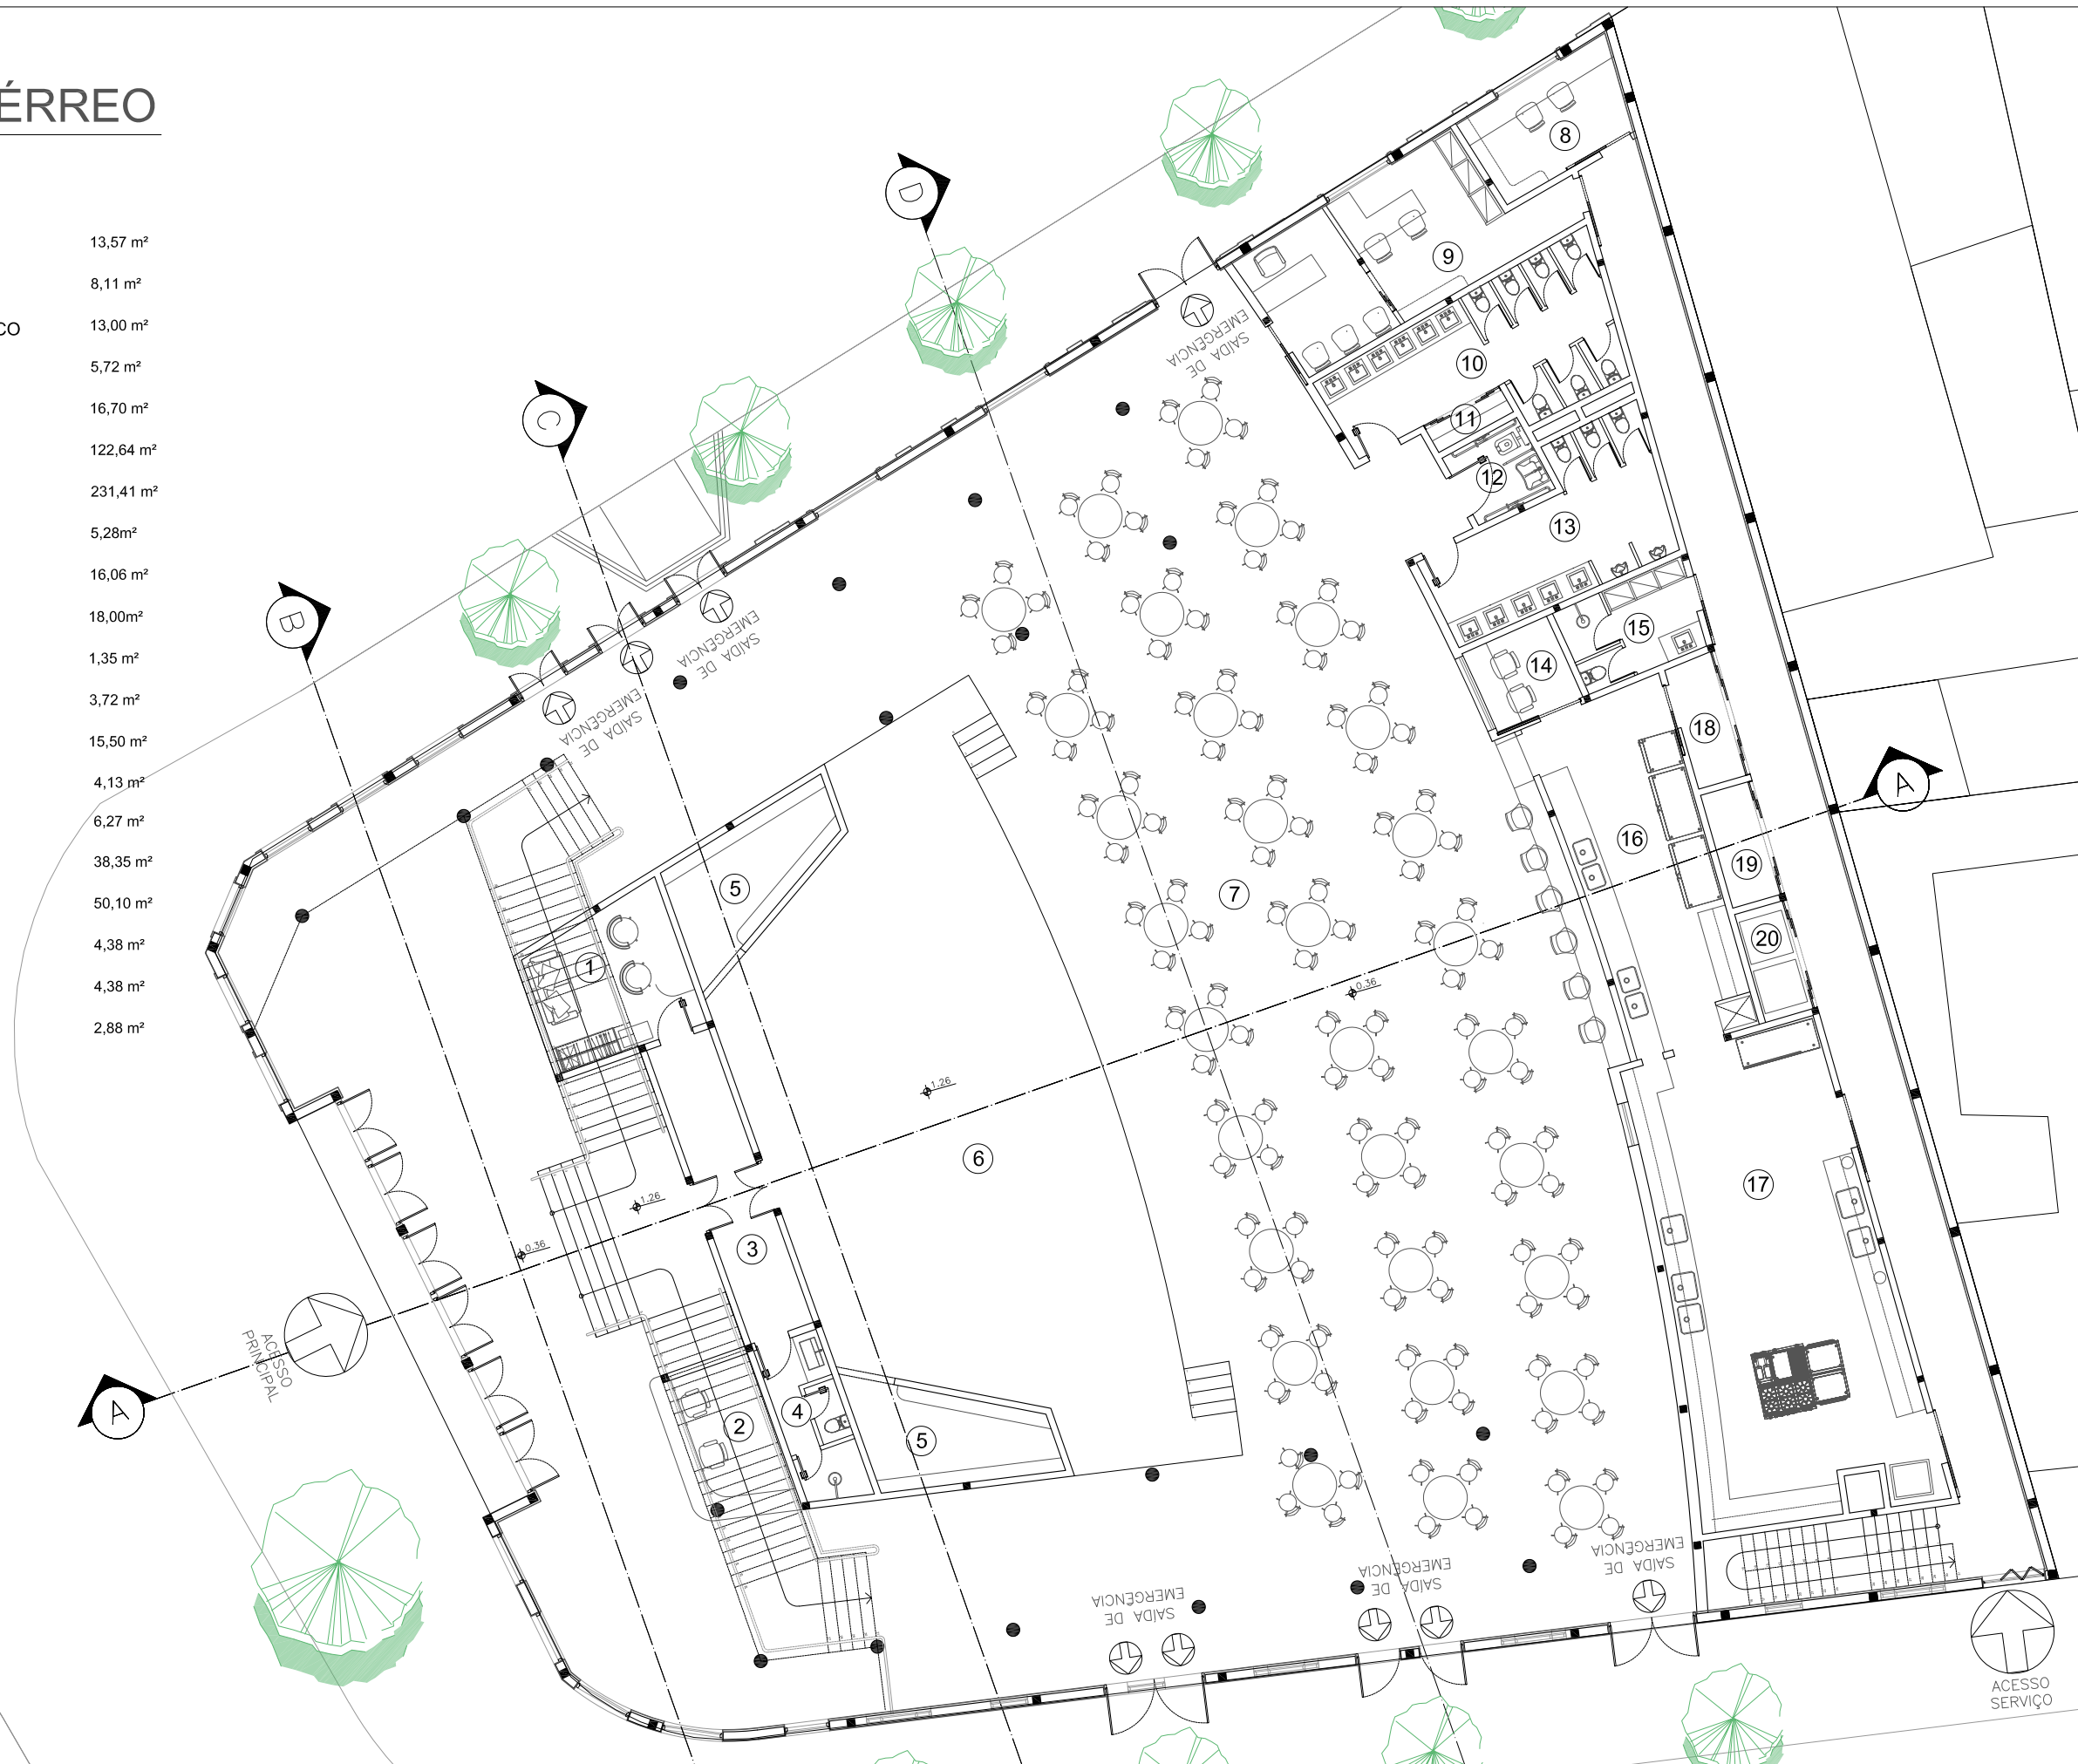 ÉRREO
13,57 m²
8,11 m²
CO 13,00 m²
5,72 m²
16,70 m²
122,64 m²
231,41 m²
5,28m²
16,06 m²
18,00m²
1,35 m²
3,72 m²
15,50 m²
4,13 m²
6,27 m²
38,35 m²
50,10 m²
4,38 m²
4,38 m²
2,88 m²
D
C
B
A
A
8
9
SAÍDA DE
EMERGÊNCIA
10
11
12
13
SAÍDA DE
EMERGÊNCIA
SAÍDA DE
EMERGÊNCIA
15
14
18
16
19
5
7
20
1
0.36
1.26
6
17
1.26
3
0.36
ACESSO
PRINCIPAL
4
2
5
SAÍDA DE
EMERGÊNCIA
SAÍDA DE
EMERGÊNCIA
SAÍDA DE
EMERGÊNCIA
ACESSO
SERVIÇO